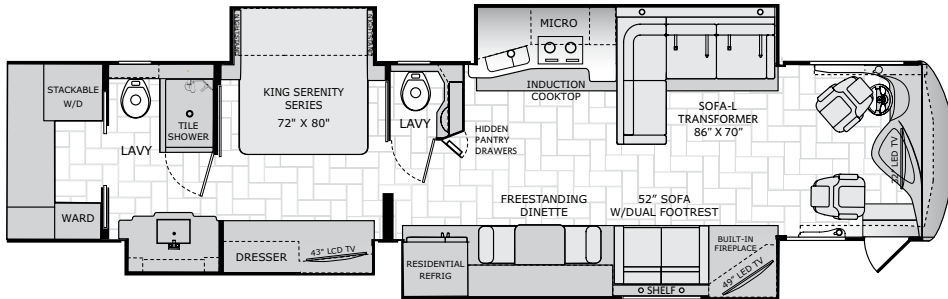 STACKABLE
W/D
LAVY
TILE
SHOWER
WARD
KING SERENITY
SERIES
72" X 80"
DRESSER
43" LCD TV
LAVY
HIDDEN
PANTRY
DRAWERS
MICRO
INDUCTION
COOKTOP
SOFA-L
TRANSFORMER
86" X 70"
FREESTANDING
DINETTE
52" SOFA
W/DUAL FOOTREST
RESIDENTIAL
REFRIG
SHELF
BUILT-IN
FIREPLACE
49" LED TV
LED TV